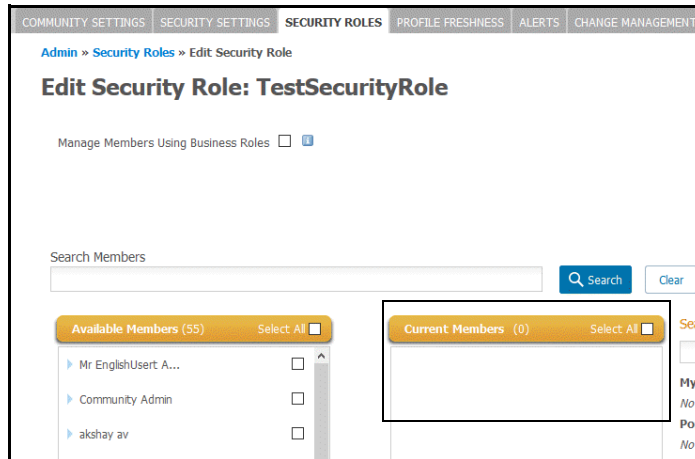 COMMUNITY SETTINGS SECURITY SETTINGS SECURITY ROLES PROFILE FRESHNESS ALERTS CHANGE MANAGEMENT
Admin » Security Roles » Edit Security Role
Edit Security Role: TestSecurityRole
Manage Members Using Business Roles
Search Members
Search Clear
Available Members (55) Select All Current Members (0) Select All
Mr EnglishUsert A...
My
Community Admin
No
Po
akshay av
No